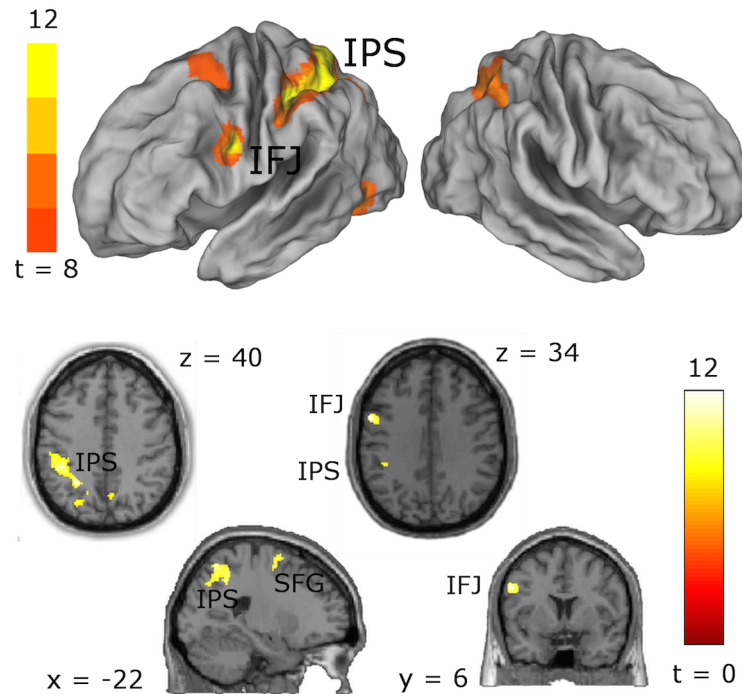 12
IPS
IFJ
t = 8
z = 40
z = 34
12
IFJ
IPS
IPS
IPS
SFG
IFJ
x = -22
y = 6
t = 0